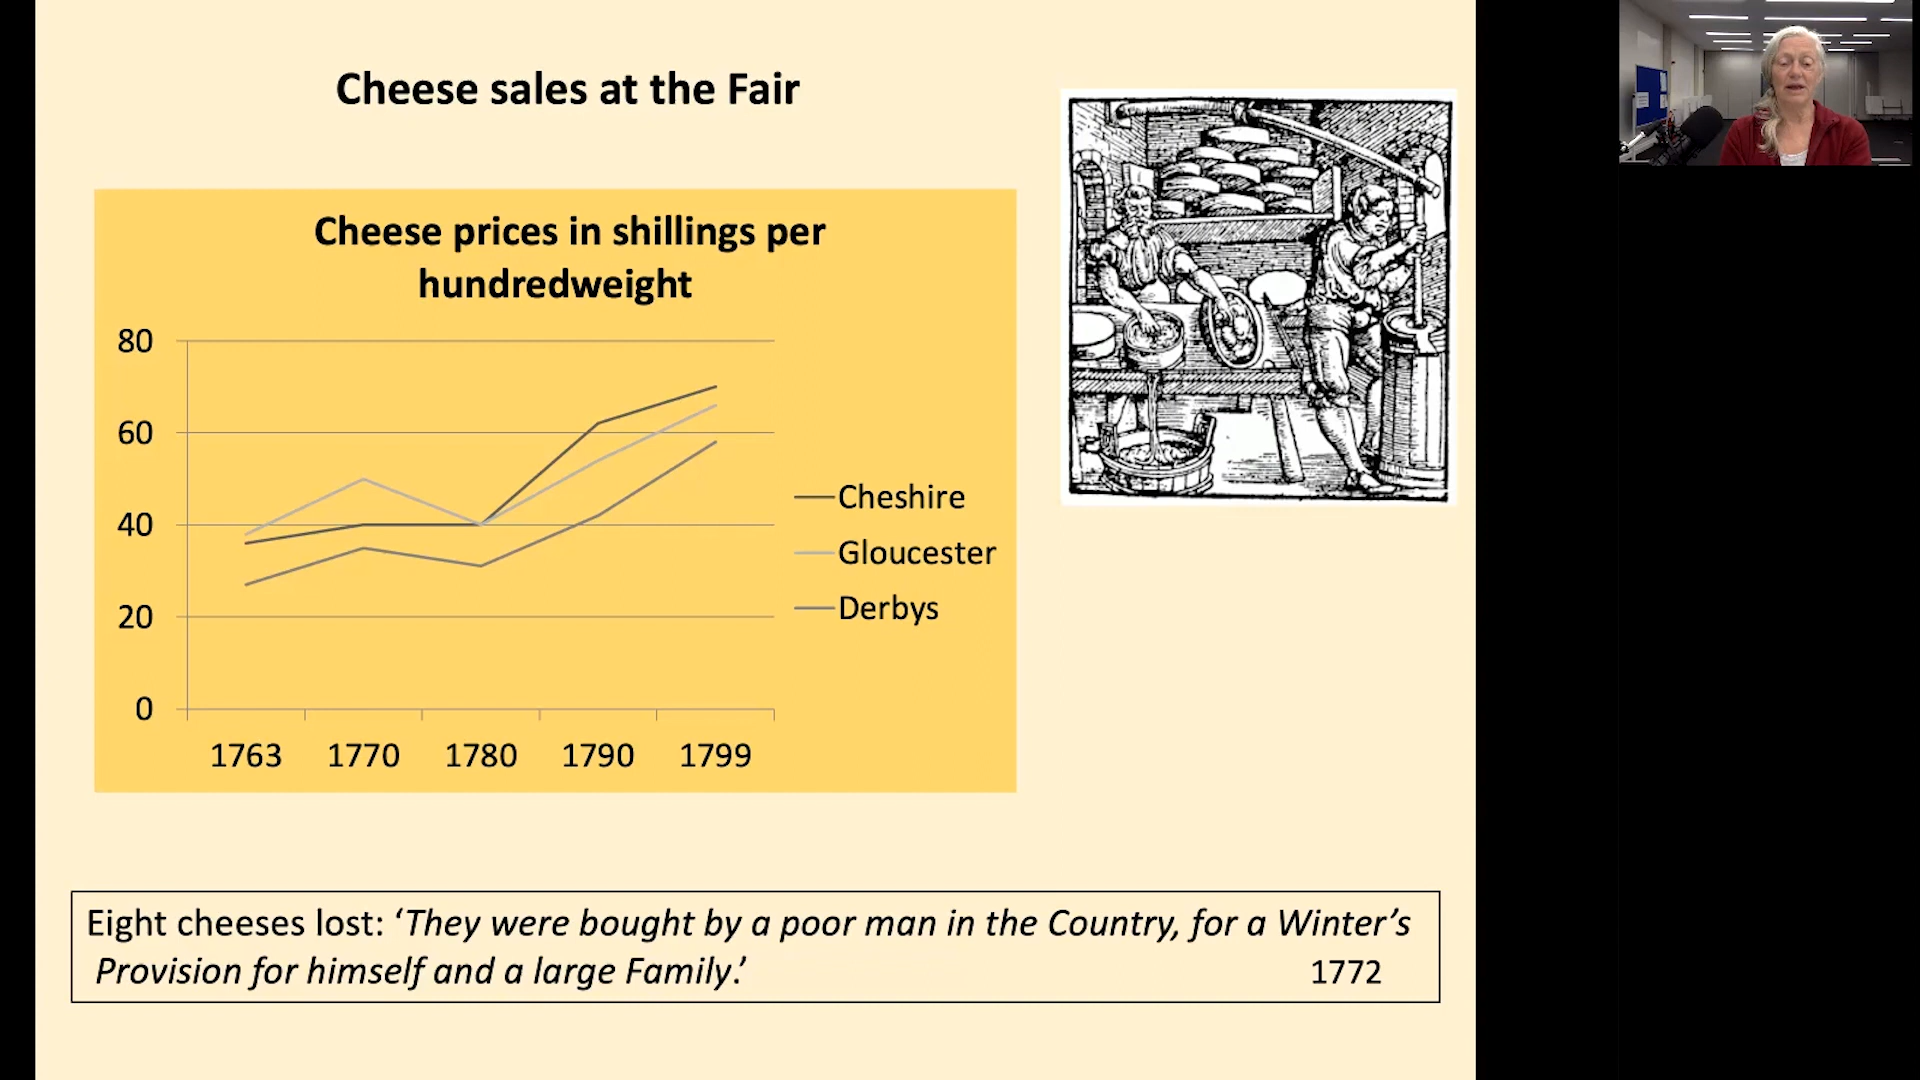 Cheese sales at the Fair
Cheese prices in shillings per
hundredweight
80
60
40
20
0
1763 1770 1780 1790 1799
Cheshire
Gloucester
Derbys
Eight cheeses lost: ‘They were bought by a poor man in the Country, for a Winter’s
Provision for himself and a large Family.’ 1772